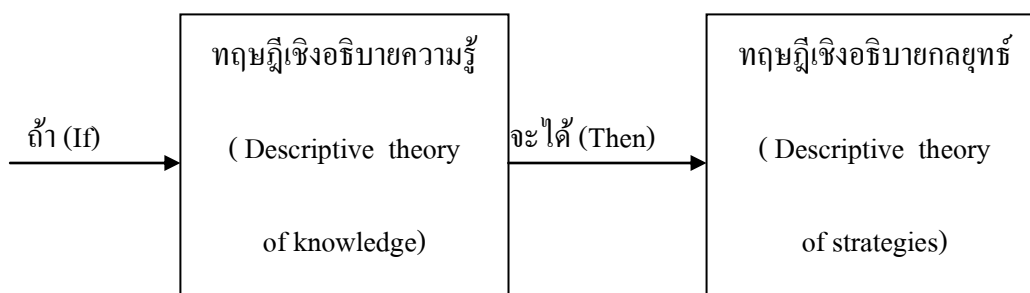 ถ้า (If)
ทฤษฎีเชิงอธิบายความรู้
( Descriptive theory
of knowledge)
จะได้ (Then)
ทฤษฎีเชิงอธิบายกลยุทธ์
( Descriptive theory
of strategies)